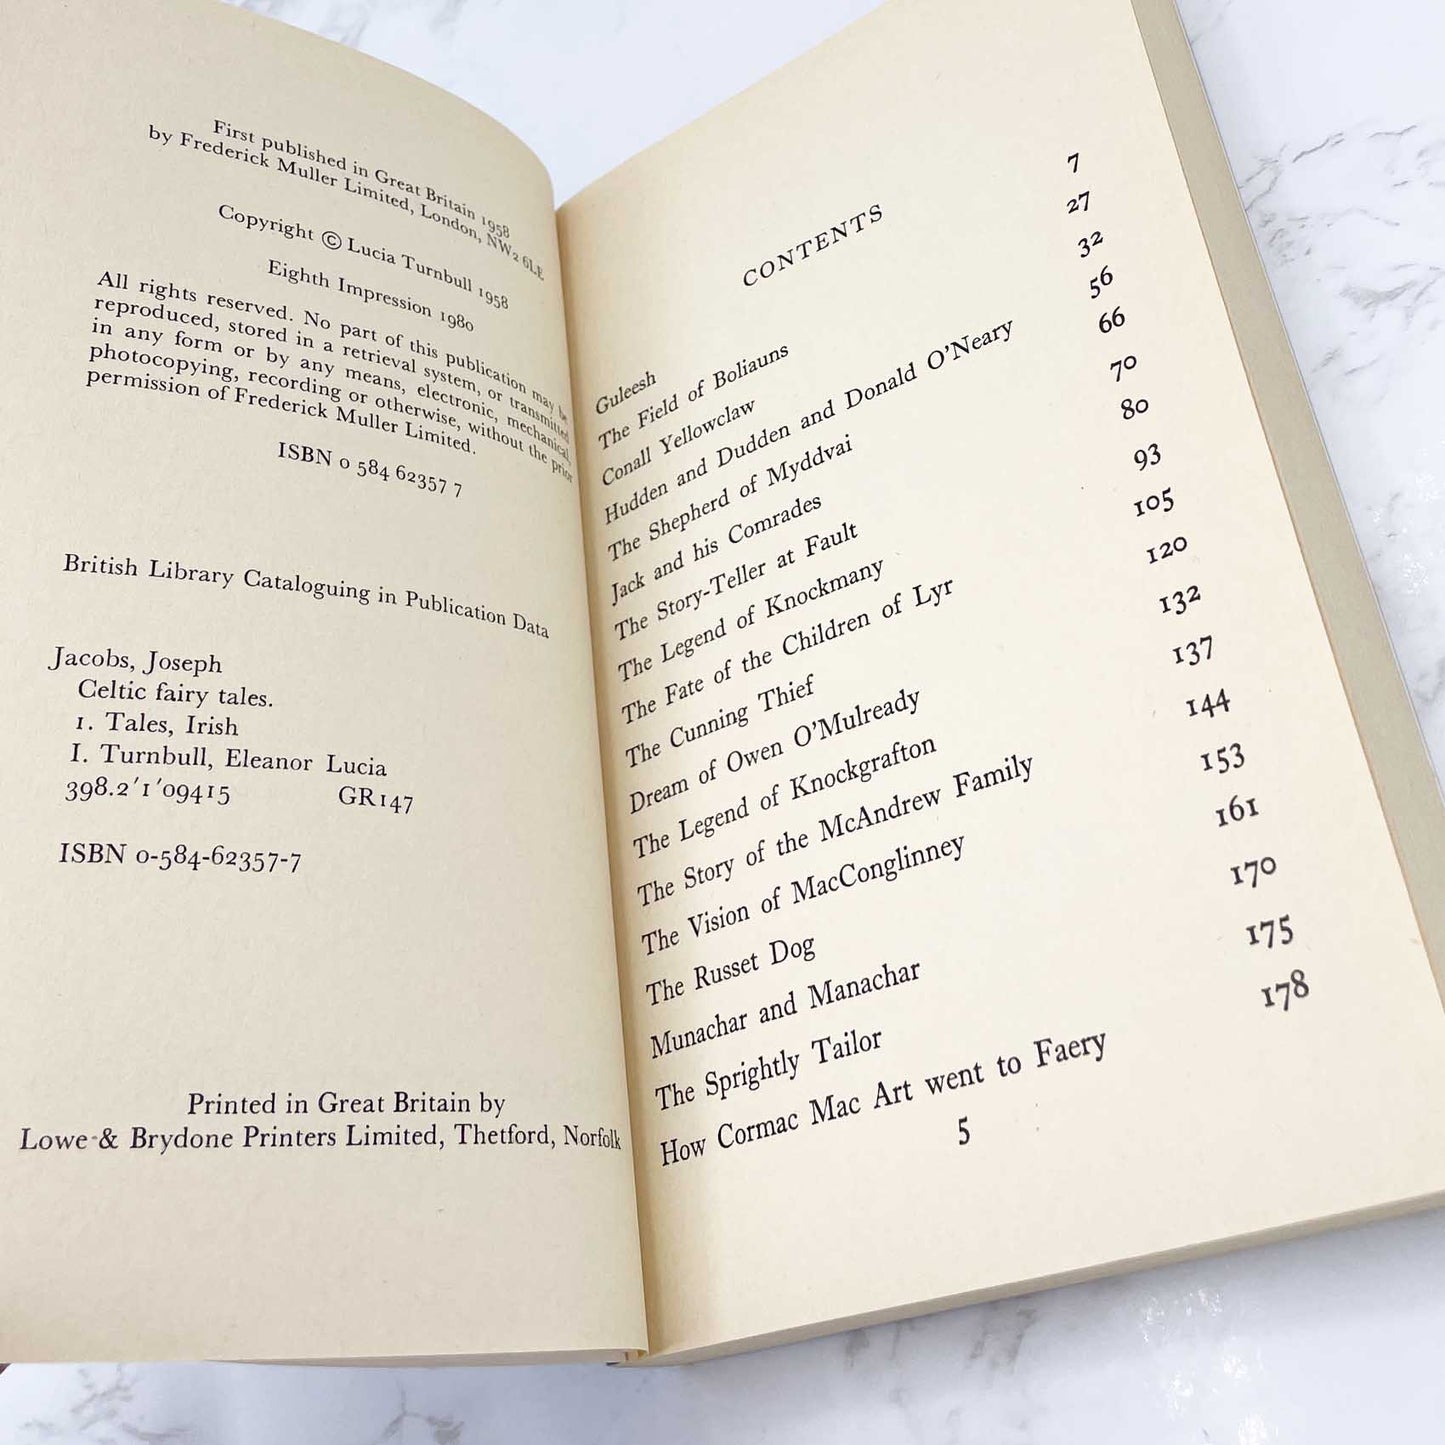 First published in Great Britain 1958
by Frederick Muller Limited, London, NW2 6LE
Copyright © Lucia Turnbull 1958
Eighth Impression 1980
All rights reserved. No part of this publication may be
reproduced, stored in a retrieval system, or transmitted
in any form or by any means, electronic, mechanical,
photocopying, recording or otherwise, without the prior
permission of Frederick Muller Limited.
ISBN 0 584 62357 7
British Library Cataloguing in Publication Data
Jacobs, Joseph
Celtic fairy tales.
1. Tales, Irish
I. Turnbull, Eleanor Lucia
398.2'1'09415 GR147
ISBN 0-584-62357-7
Printed in Great Britain by
Lowe & Brydone Printers Limited, Thetford, Norfolk
CONTENTS
Guleesh 7
The Field of Boliauns 27
Conall Yellowclaw 32
Hudden and Dudden and Donald O'Neary 56
The Shepherd of Myddvai 66
Jack and his Comrades 70
The Story-Teller at Fault 80
The Legend of Knockmany 93
The Fate of the Children of Lyr 105
The Cunning Thief 120
Dream of Owen O'Mulready 132
The Legend of Knockgrafton 137
The Story of the McAndrew Family 144
The Vision of MacConglinney 153
The Russet Dog 161
Munachar and Manachar 170
The Sprightly Tailor 175
How Cormac Mac Art went to Faery 178
5